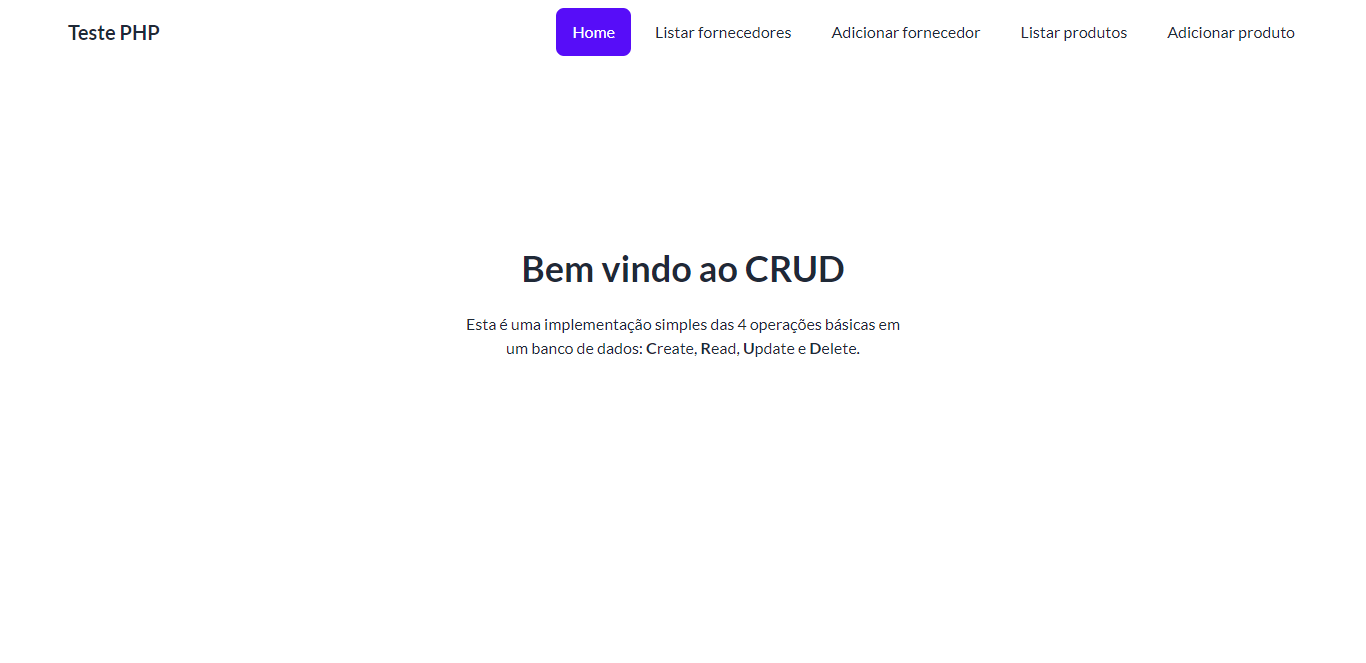 Teste PHP
Home
Listar fornecedores
Adicionar fornecedor
Listar produtos
Adicionar produto
Bem vindo ao CRUD
Esta é uma implementação simples das 4 operações básicas em
um banco de dados: Create, Read, Update e Delete.